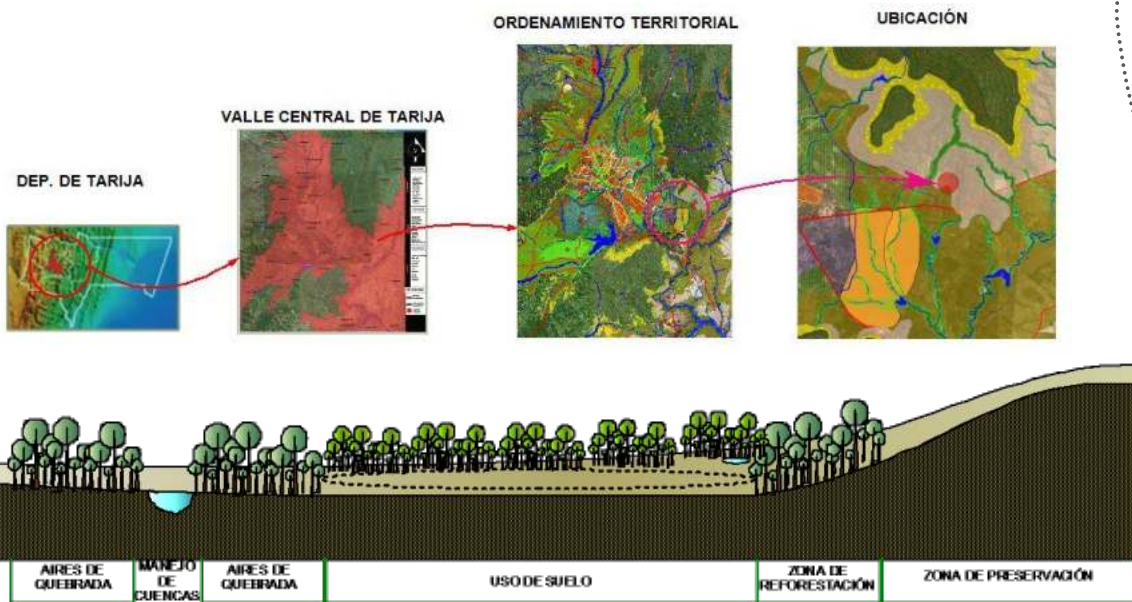 ORDENAMIENTO TERRITORIAL
UBICACIÓN
VALLE CENTRAL DE TARIJA
DEP. DE TARIJA
AIRES DE
QUEBRADA
MANEJO
DE
CUENCAS
AIRES DE
QUEBRADA
USO DE SUELO
ZONA DE
REFORESTACIÓN
ZONA DE PRESERVACIÓN